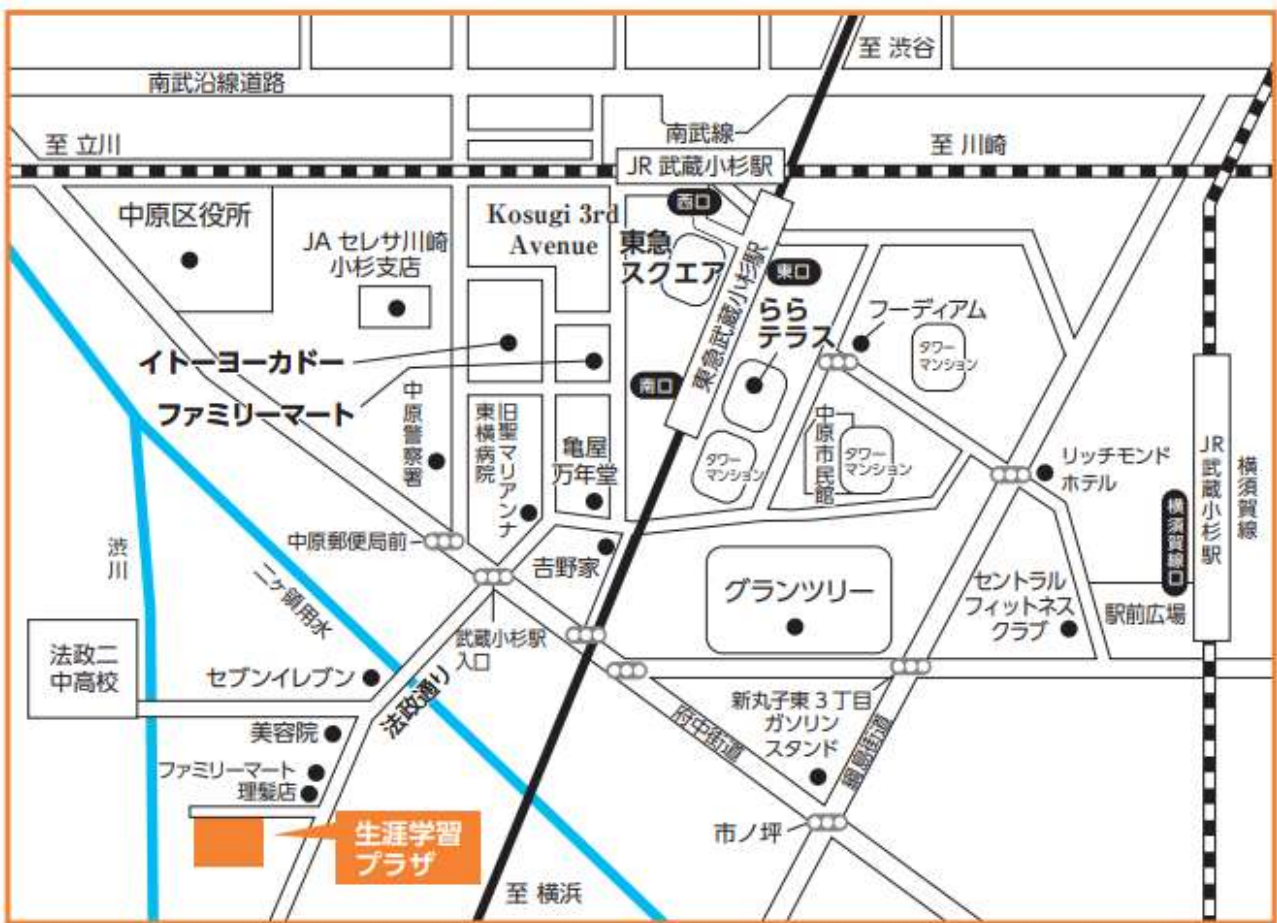 至 渋谷
南武沿線道路
南武線
至 立川
至 川崎
JR 武蔵小杉駅
西口
中原区役所
Kosugi 3rd
Avenue
JA セレサ川崎
小杉支店
東急
スクエア
東急武蔵小杉駅
東口
らら
テラス
フーディアム
タワー
マンション
イトーヨーカドー
ファミリーマート
南口
中原警察署
旧聖マリアンナ
東横病院
亀屋
万年堂
タワー
マンション
中原市民館
タワー
マンション
リッチモンド
ホテル
JR 武蔵小杉駅
横須賀線
横須賀線口
中原郵便局前
渋川
二ヶ領用水
吉野家
グランツリー
セントラル
フィットネス
クラブ
駅前広場
武蔵小杉駅
入口
法政二
中高校
セブンイレブン
法政通り
新丸子東3丁目
ガソリン
スタンド
府中街道
綱島街道
美容院
ファミリーマート
理髪店
市ノ坪
生涯学習
プラザ
至 横浜